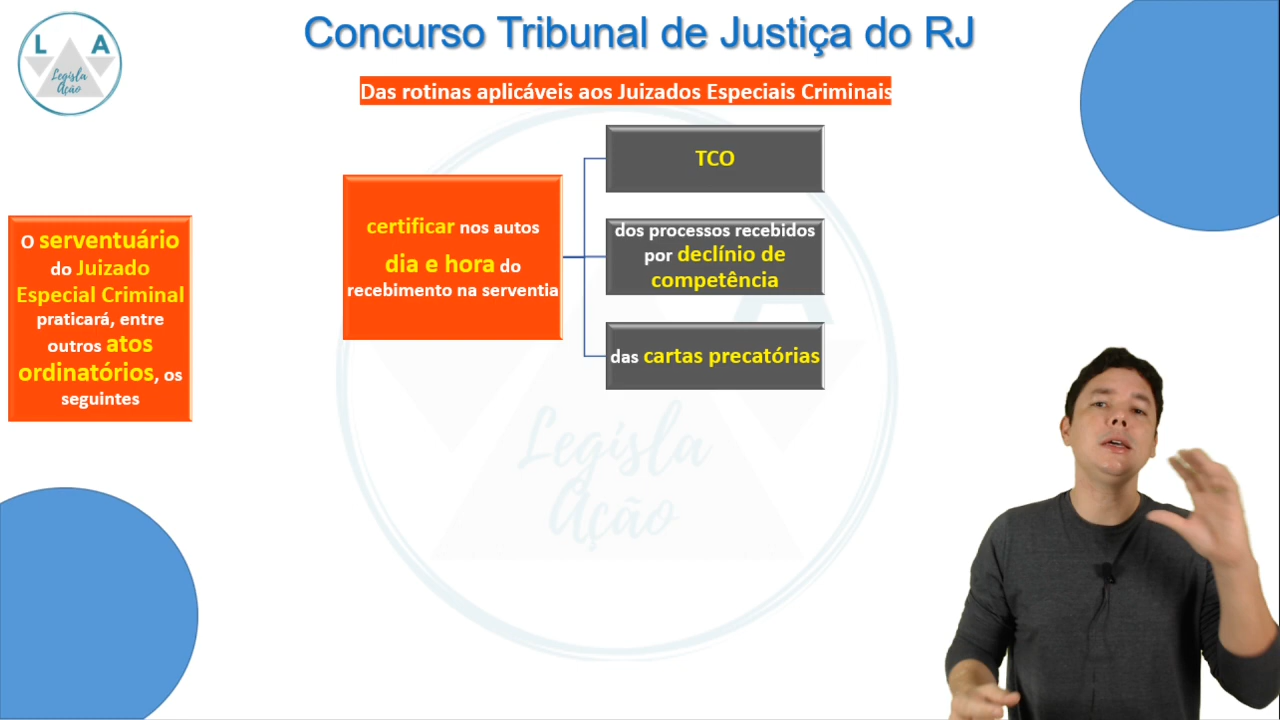 Concurso Tribunal de Justiça do RJ
L A
Legisla
Ação
Das rotinas aplicáveis aos Juizados Especiais Criminais
O serventuário
do Juizado
Especial Criminal
praticará, entre
outros atos
ordinatórios, os
seguintes
certificar nos autos
dia e hora do
recebimento na serventia
TCO
dos processos recebidos
por declínio de
competência
das cartas precatórias
A
Legisla
Ação